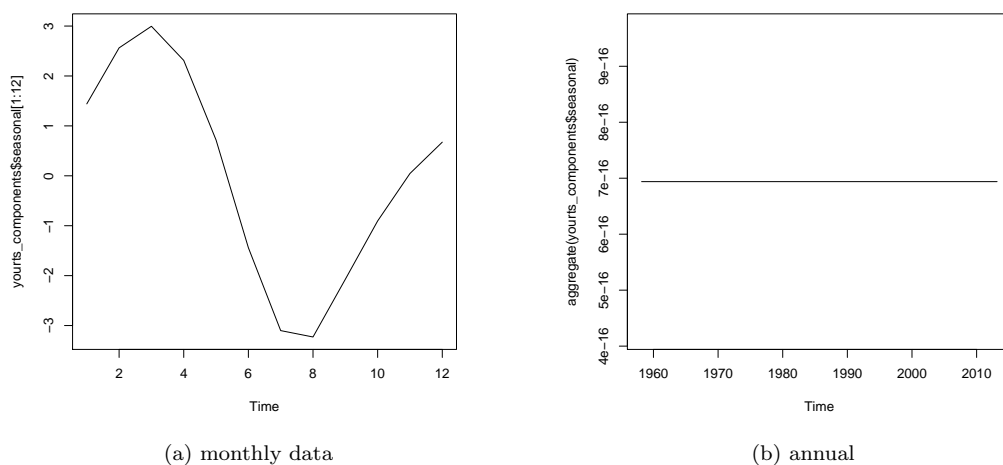 yourts_components$seasonal[1:12]
3
2
1
0
−1
−2
−3
2
4
6
8
10
12
Time
(a) monthly data
aggregate(yourts_components$seasonal)
9e−16
8e−16
7e−16
6e−16
5e−16
4e−16
1960
1970
1980
1990
2000
2010
Time
(b) annual